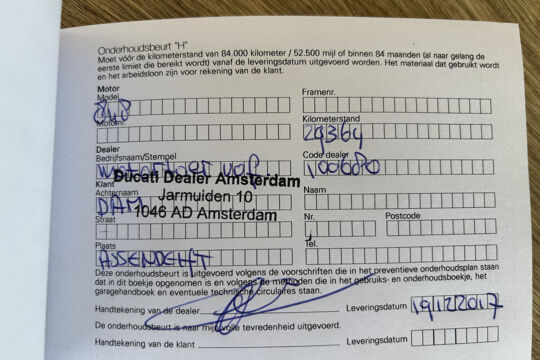 Onderhoudsbeurt "H"
Moet vóór de kilometerstand van 84.000 kilometer / 52.500 mijl of binnen 84 maanden (al naar gelang de
eerste limiet die bereikt wordt) vanaf de leveringsdatum uitgevoerd worden. Het materiaal dat gebruikt wordt
en het arbeidsloon zijn voor rekening van de klant.
Motor
Model Framenr.
848
Motornr. Kilometerstand
29364
Dealer
Bedrijfsnaam/Stempel Code dealer
vof 100680
Ducati Dealer Amsterdam
Klant
Achternaam Naam
Jarmuiden 10
DAM
1046 AD Amsterdam
Straat Nr. Postcode
Plaats Tel.
ASSENDELFT
Deze onderhoudsbeurt is uitgevoerd volgens de voorschriften die in het preventieve onderhoudsplan staan
dat in dit boekje opgenomen is en volgens de methoden die in het gebruiks- en onderhoudsboekje, het
garagehandboek en eventuele technische circulaires staan.
Handtekening van de dealer Leveringsdatum 19122017
De onderhoudsbeurt is naar mijn volle tevredenheid uitgevoerd.
Handtekening van de klant Leveringsdatum